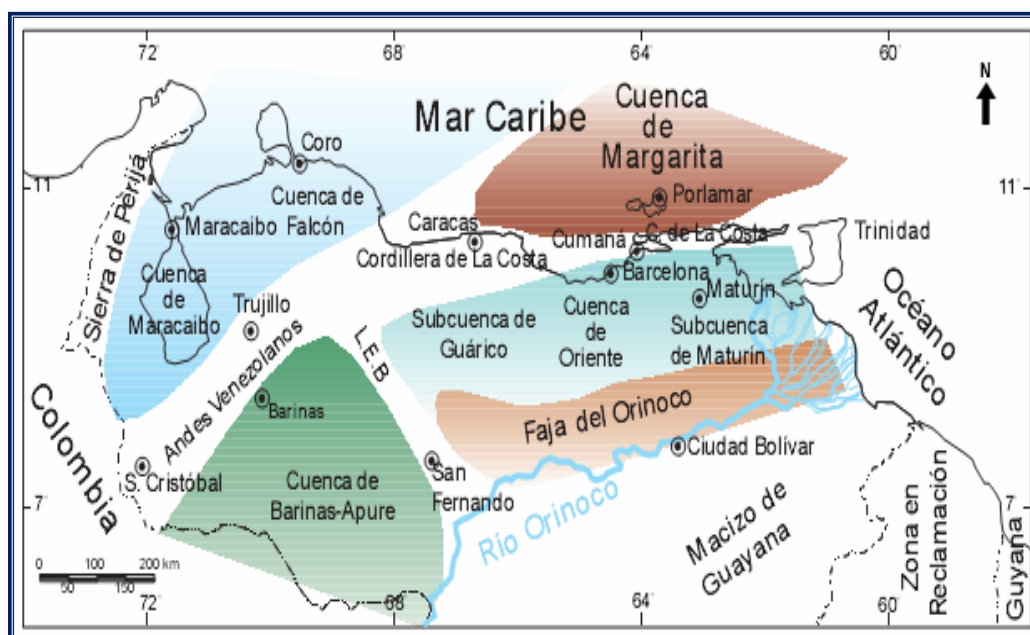 72
68
64
60°
N
Mar Caribe
Cuenca
de
Margarita
Coro
11
11°
Sierra de Perija
Cuenca de
Falcón
Porlamar
Maracaibo
Caracas
Cumaná
C. de La Costa
Trinidad
Cordillera de La Costa
Cuenca
de
Maracaibo
Barcelona
Maturín
Océano
Atlántico
Trujillo
L.E.B
Subcuenca de
Guárico
Cuenca
de
Oriente
Subcuenca
de Maturín
Andes Venezolanos
Colombia
Barinas
Faja del Orinoco
Ciudad Bolívar
S. Cristóbal
San
Fernando
Cuenca de
Barinas-Apure
7°
7°
Río Orinoco
Macizo de
Guayana
Zona en
Reclamación
Guyana
0 100 200 km
50 150
72
68
64
60